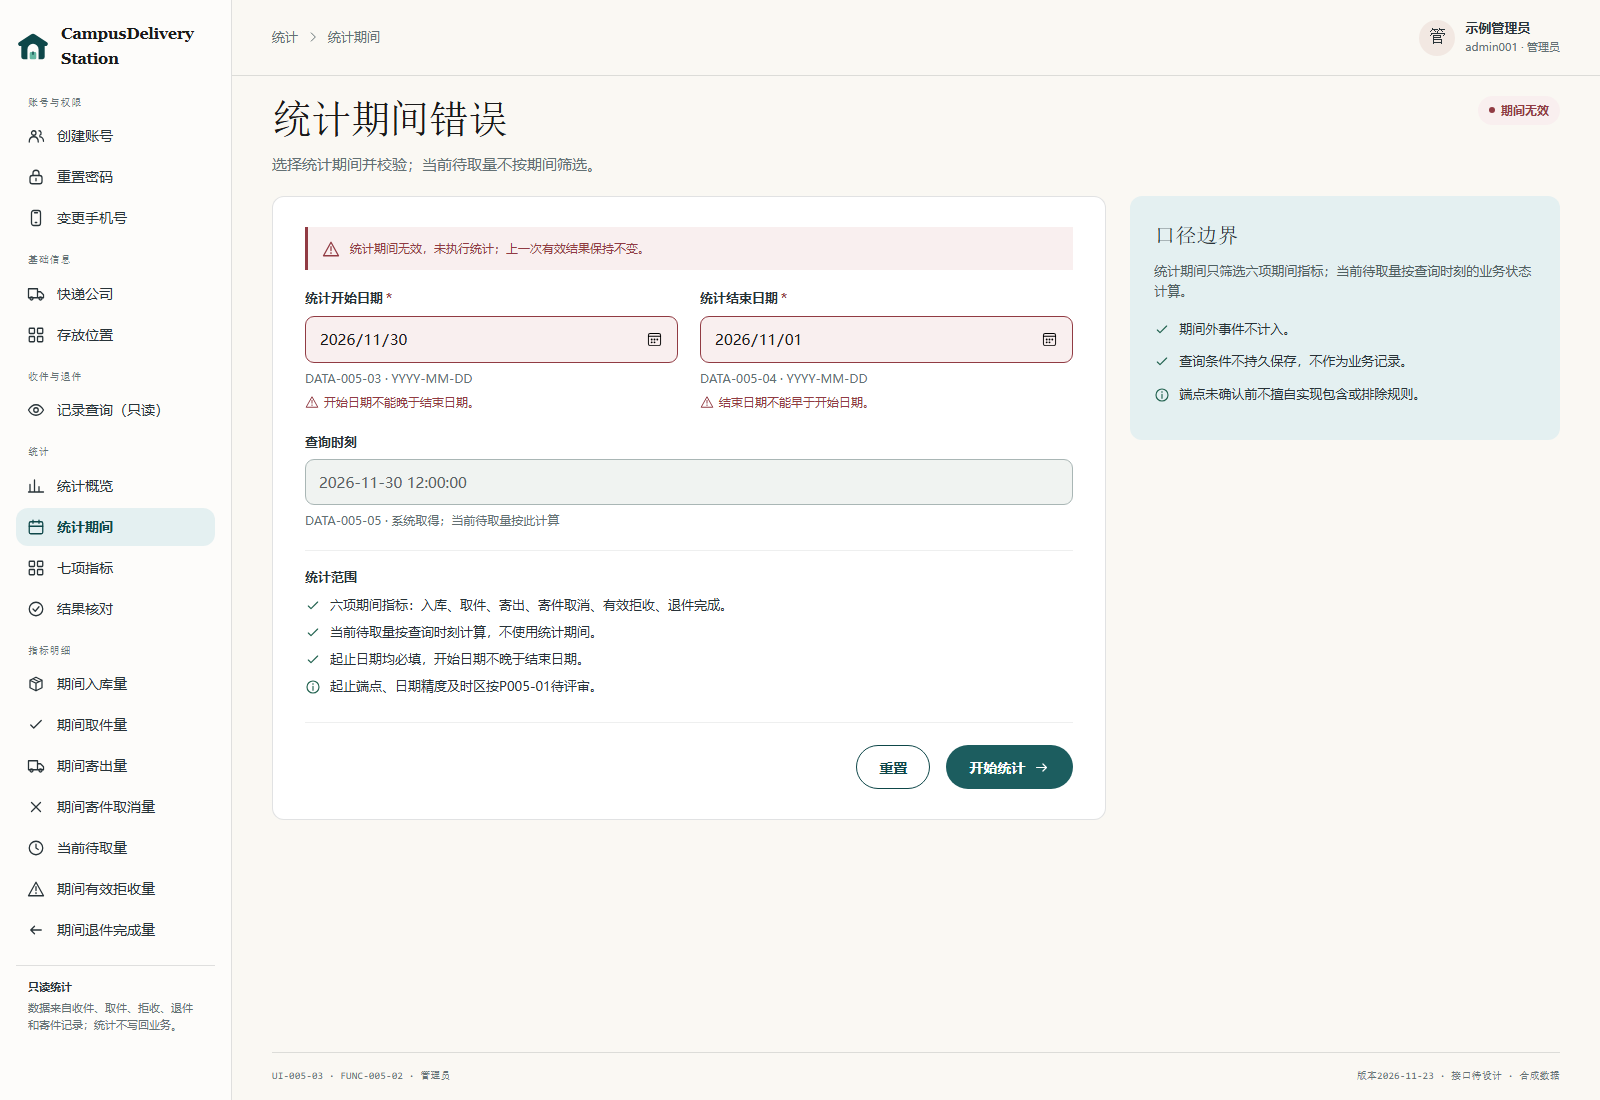 CampusDelivery
Station
账号与权限
创建账号
重置密码
变更手机号
基础信息
快递公司
存放位置
收件与退件
记录查询（只读）
统计
统计概览
统计期间
七项指标
结果核对
指标明细
期间入库量
期间取件量
期间寄出量
期间寄件取消量
当前待取量
期间有效拒收量
期间退件完成量
只读统计
数据来自收件、取件、拒收、退件
和寄件记录；统计不写回业务。
统计 > 统计期间
管
示例管理员
admin001 · 管理员
统计期间错误
期间无效
选择统计期间并校验；当前待取量不按期间筛选。
统计期间无效，未执行统计；上一次有效结果保持不变。
统计开始日期 *
2026/11/30
DATA-005-03 · YYYY-MM-DD
开始日期不能晚于结束日期。
统计结束日期 *
2026/11/01
DATA-005-04 · YYYY-MM-DD
结束日期不能早于开始日期。
查询时刻
2026-11-30 12:00:00
DATA-005-05 · 系统取得；当前待取量按此计算
统计范围
六项期间指标：入库、取件、寄出、寄件取消、有效拒收、退件完成。
当前待取量按查询时刻计算，不使用统计期间。
起止日期均必填，开始日期不晚于结束日期。
起止端点、日期精度及时区按P005-01待评审。
重置
开始统计 →
口径边界
统计期间只筛选六项期间指标；当前待取量按查询时刻的业务状态
计算。
期间外事件不计入。
查询条件不持久保存，不作为业务记录。
端点未确认前不擅自实现包含或排除规则。
UI-005-03 · FUNC-005-02 · 管理员
版本2026-11-23 · 接口待设计 · 合成数据